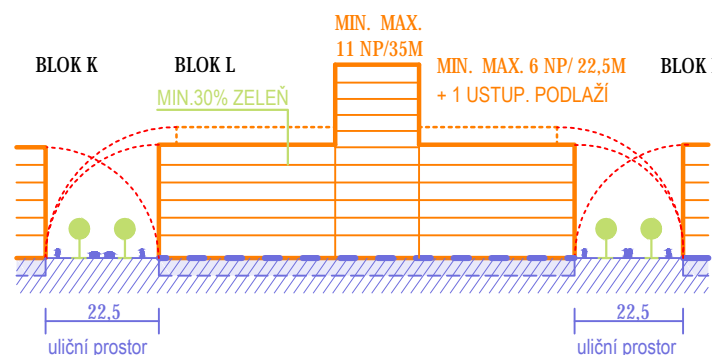 MIN. MAX.
11 NP/35M
BLOK K
BLOK L
MIN. MAX. 6 NP/ 22,5M
BLOK
+ 1 USTUP. PODLAŽÍ
MIN.30% ZELEŇ
22,5
22,5
uliční prostor
uliční prostor